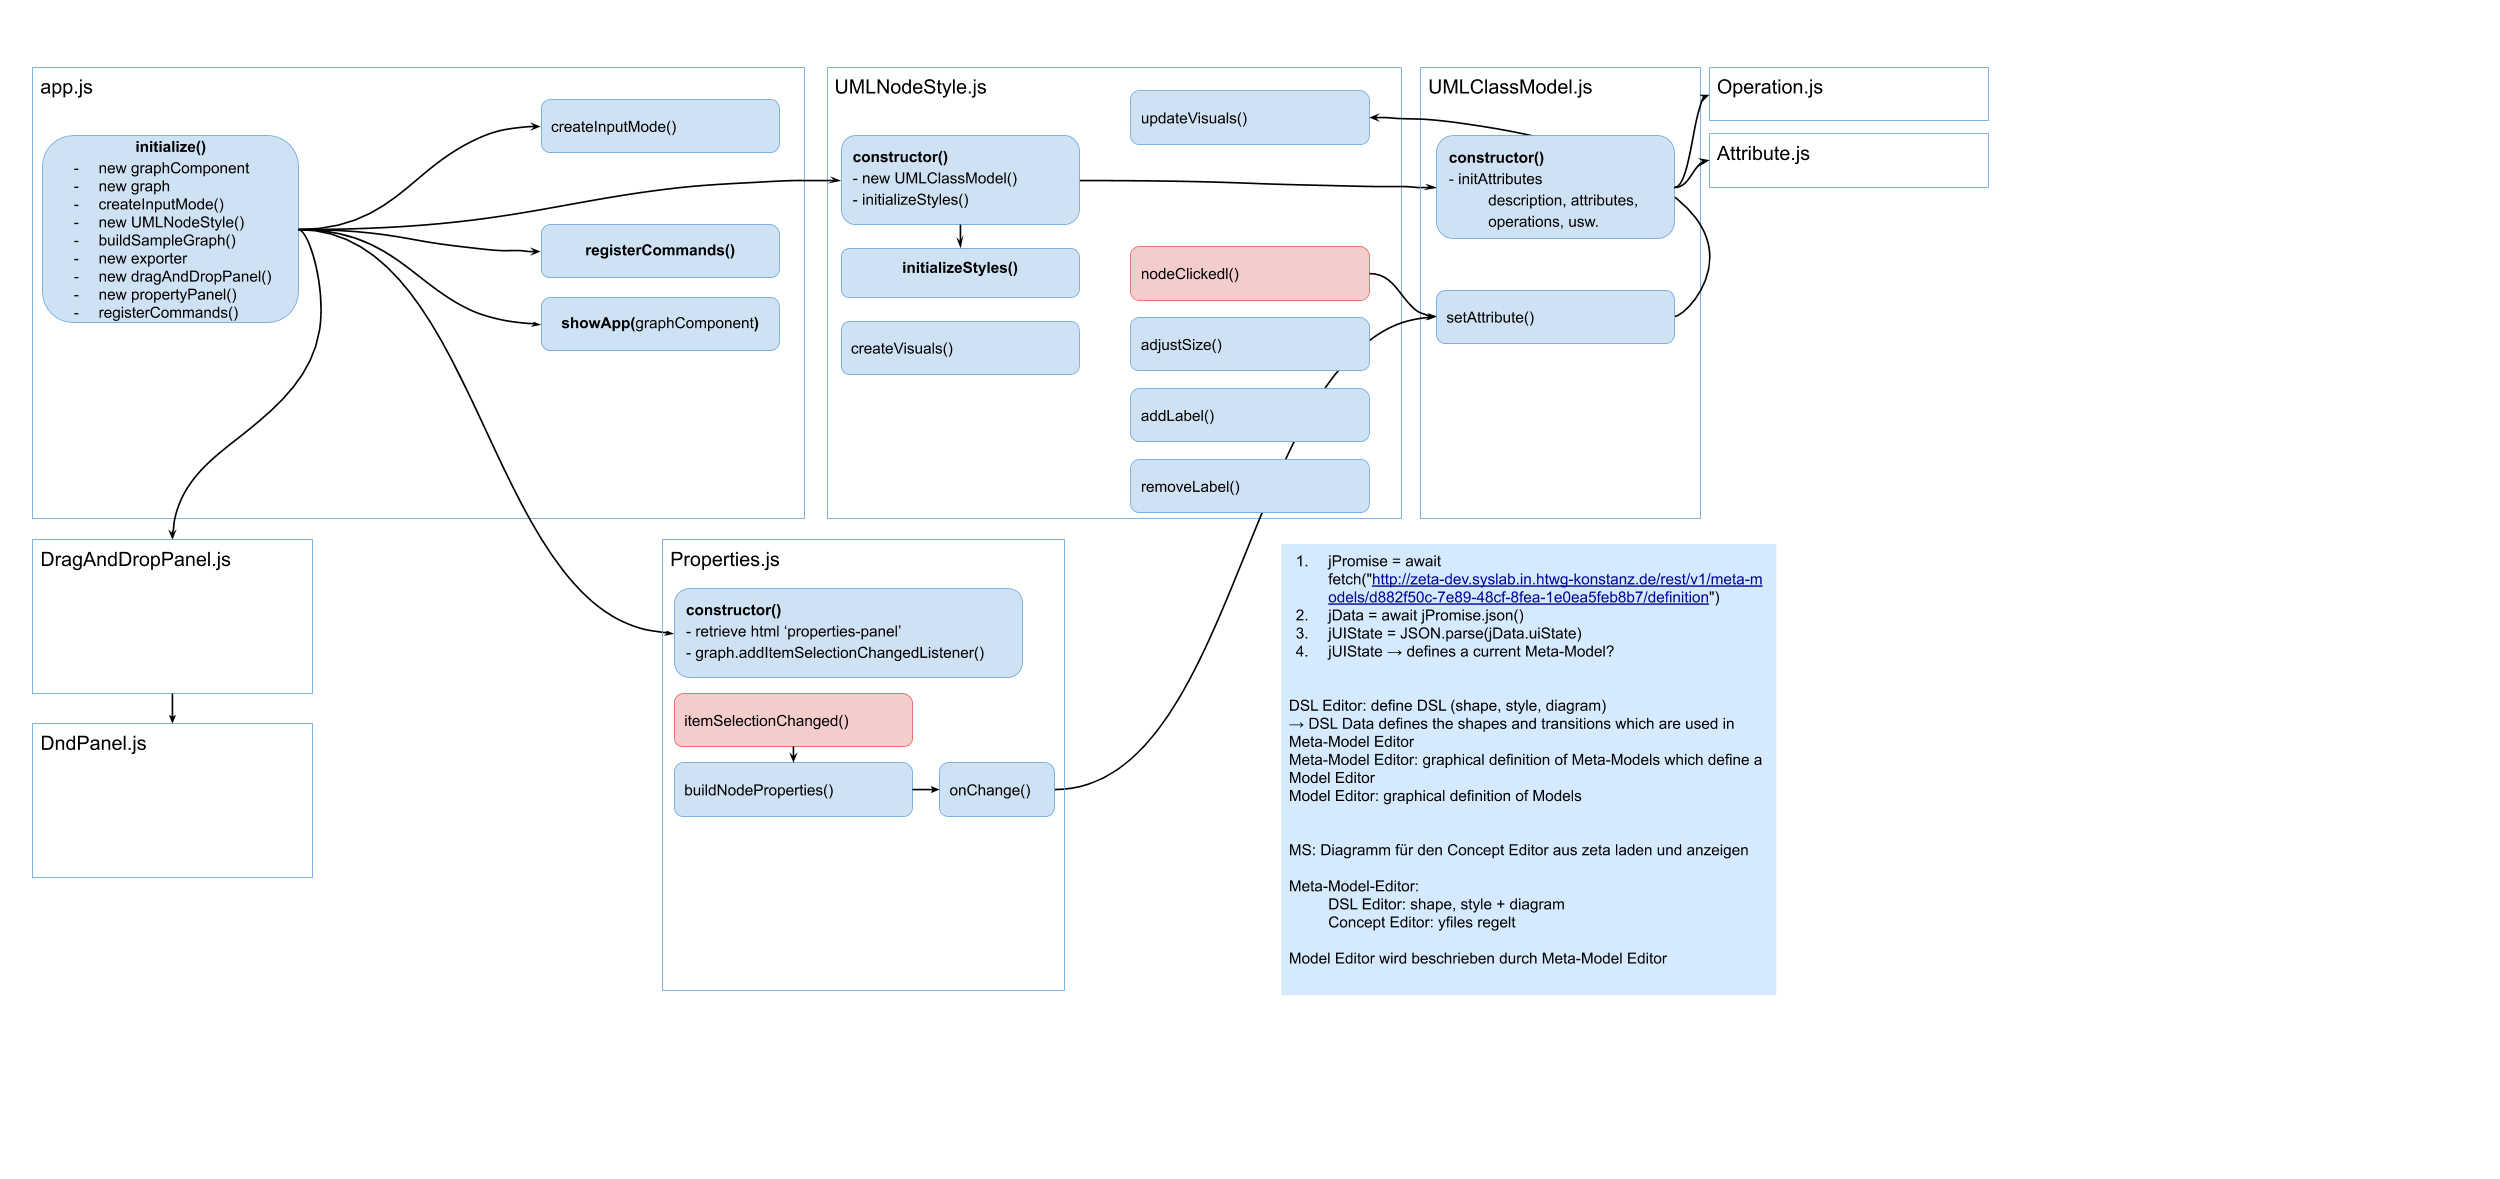 app.js
initialize()
- new graphComponent
- new graph
- createInputMode()
- new UMLNodeStyle()
- buildSampleGraph()
- new exporter
- new dragAndDropPanel()
- new propertyPanel()
- registerCommands()
createInputMode()
registerCommands()
showApp(graphComponent)
UMLNodeStyle.js
constructor()
- new UMLClassModel()
- initializeStyles()
initializeStyles()
createVisuals()
updateVisuals()
nodeClickedl()
adjustSize()
addLabel()
removeLabel()
UMLClassModel.js
constructor()
- initAttributes
description, attributes,
operations, usw.
setAttribute()
Operation.js
Attribute.js
DragAndDropPanel.js
DndPanel.js
Properties.js
constructor()
- retrieve html ‘properties-panel’
- graph.addItemSelectionChangedListener()
itemSelectionChanged()
buildNodeProperties()
onChange()
1. jPromise = await
fetch("http://zeta-dev.syslab.in.htwg-konstanz.de/rest/v1/meta-m
odels/d882f50c-7e89-48cf-8fea-1e0ea5feb8b7/definition")
2. jData = await jPromise.json()
3. jUIState = JSON.parse(jData.uiState)
4. jUIState → defines a current Meta-Model?
DSL Editor: define DSL (shape, style, diagram)
→ DSL Data defines the shapes and transitions which are used in
Meta-Model Editor
Meta-Model Editor: graphical definition of Meta-Models which define a
Model Editor
Model Editor: graphical definition of Models
MS: Diagramm für den Concept Editor aus zeta laden und anzeigen
Meta-Model-Editor:
DSL Editor: shape, style + diagram
Concept Editor: yfiles regelt
Model Editor wird beschrieben durch Meta-Model Editor